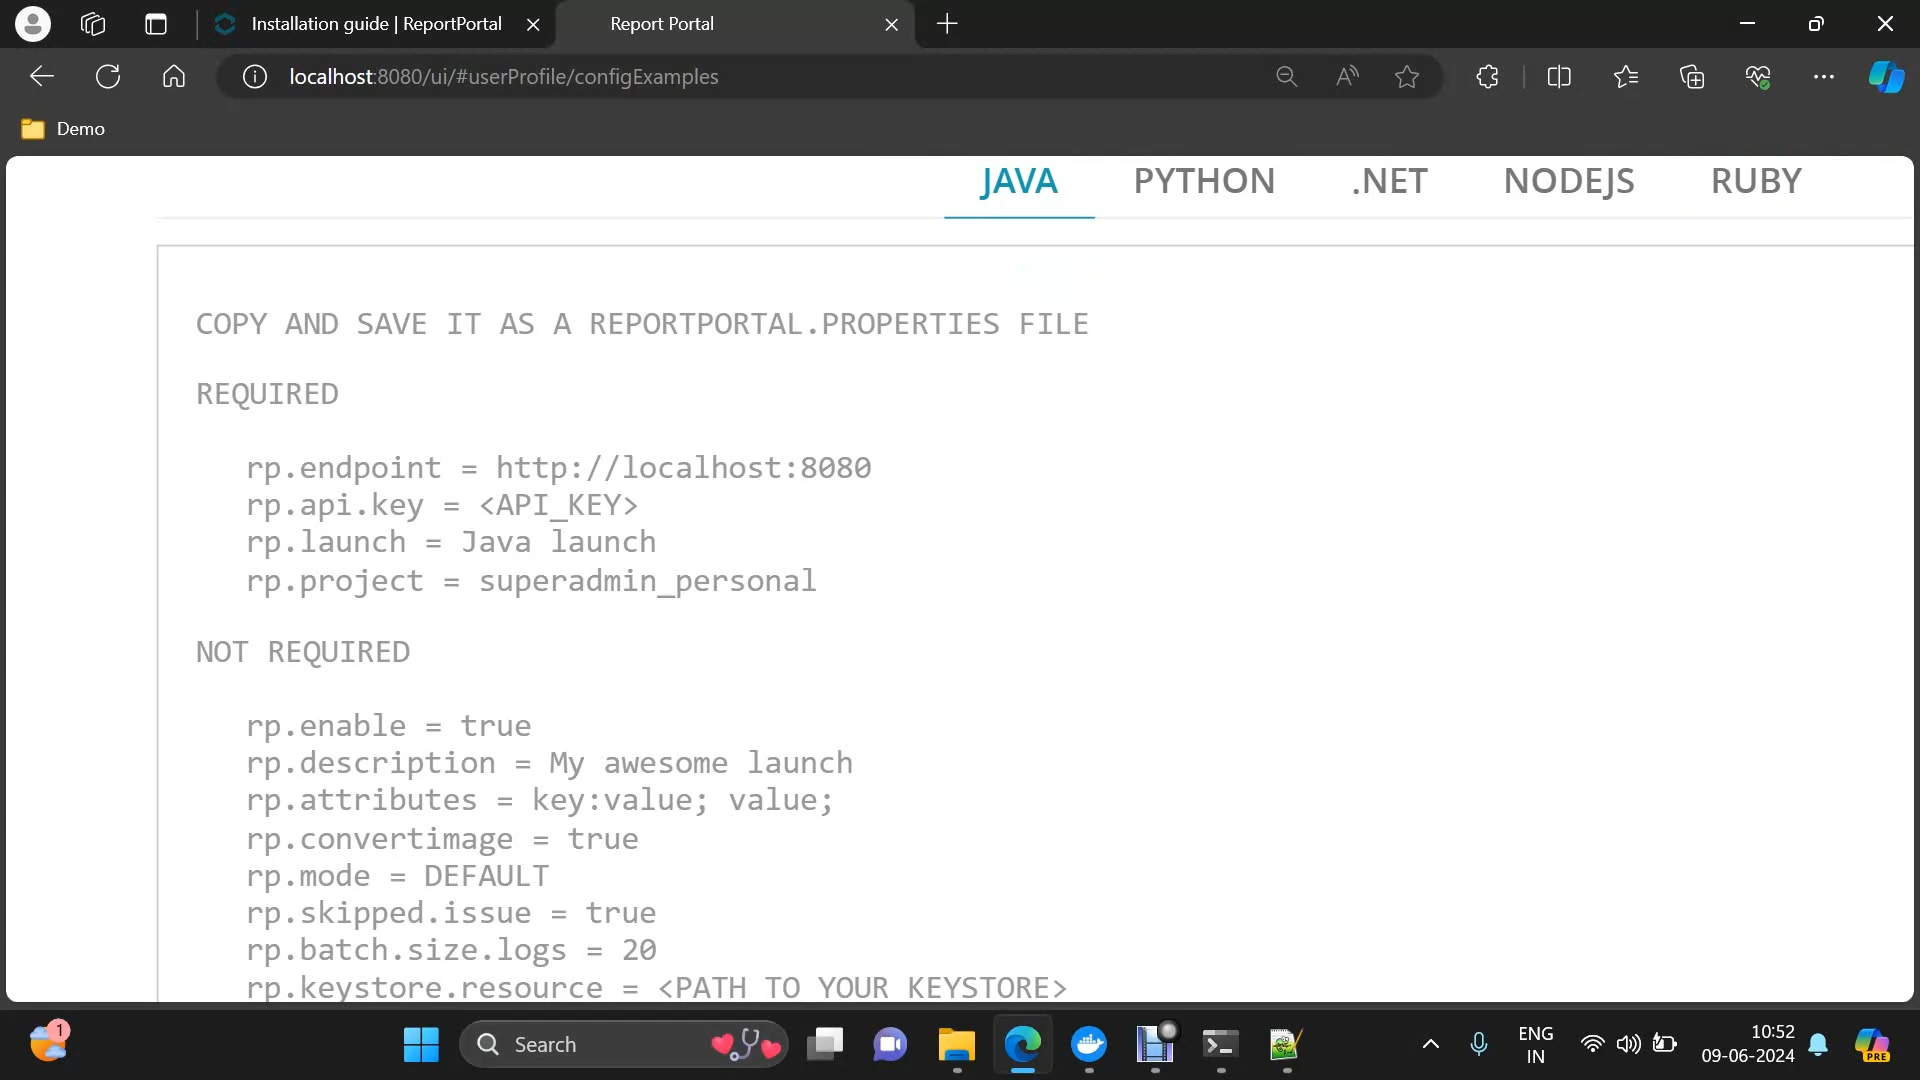 Installation guide | ReportPortal
Report Portal
localhost:8080/ui/#userProfile/configExamples
Demo
JAVA PYTHON .NET NODEJS RUBY
COPY AND SAVE IT AS A REPORTPORTAL.PROPERTIES FILE
REQUIRED
rp.endpoint = http://localhost:8080
rp.api.key = <API_KEY>
rp.launch = Java launch
rp.project = superadmin_personal
NOT REQUIRED
rp.enable = true
rp.description = My awesome launch
rp.attributes = key:value; value;
rp.convertimage = true
rp.mode = DEFAULT
rp.skipped.issue = true
rp.batch.size.logs = 20
rp.keystore.resource = <PATH TO YOUR KEYSTORE>
1
Search
ENG
IN
10:52
09-06-2024
PRE